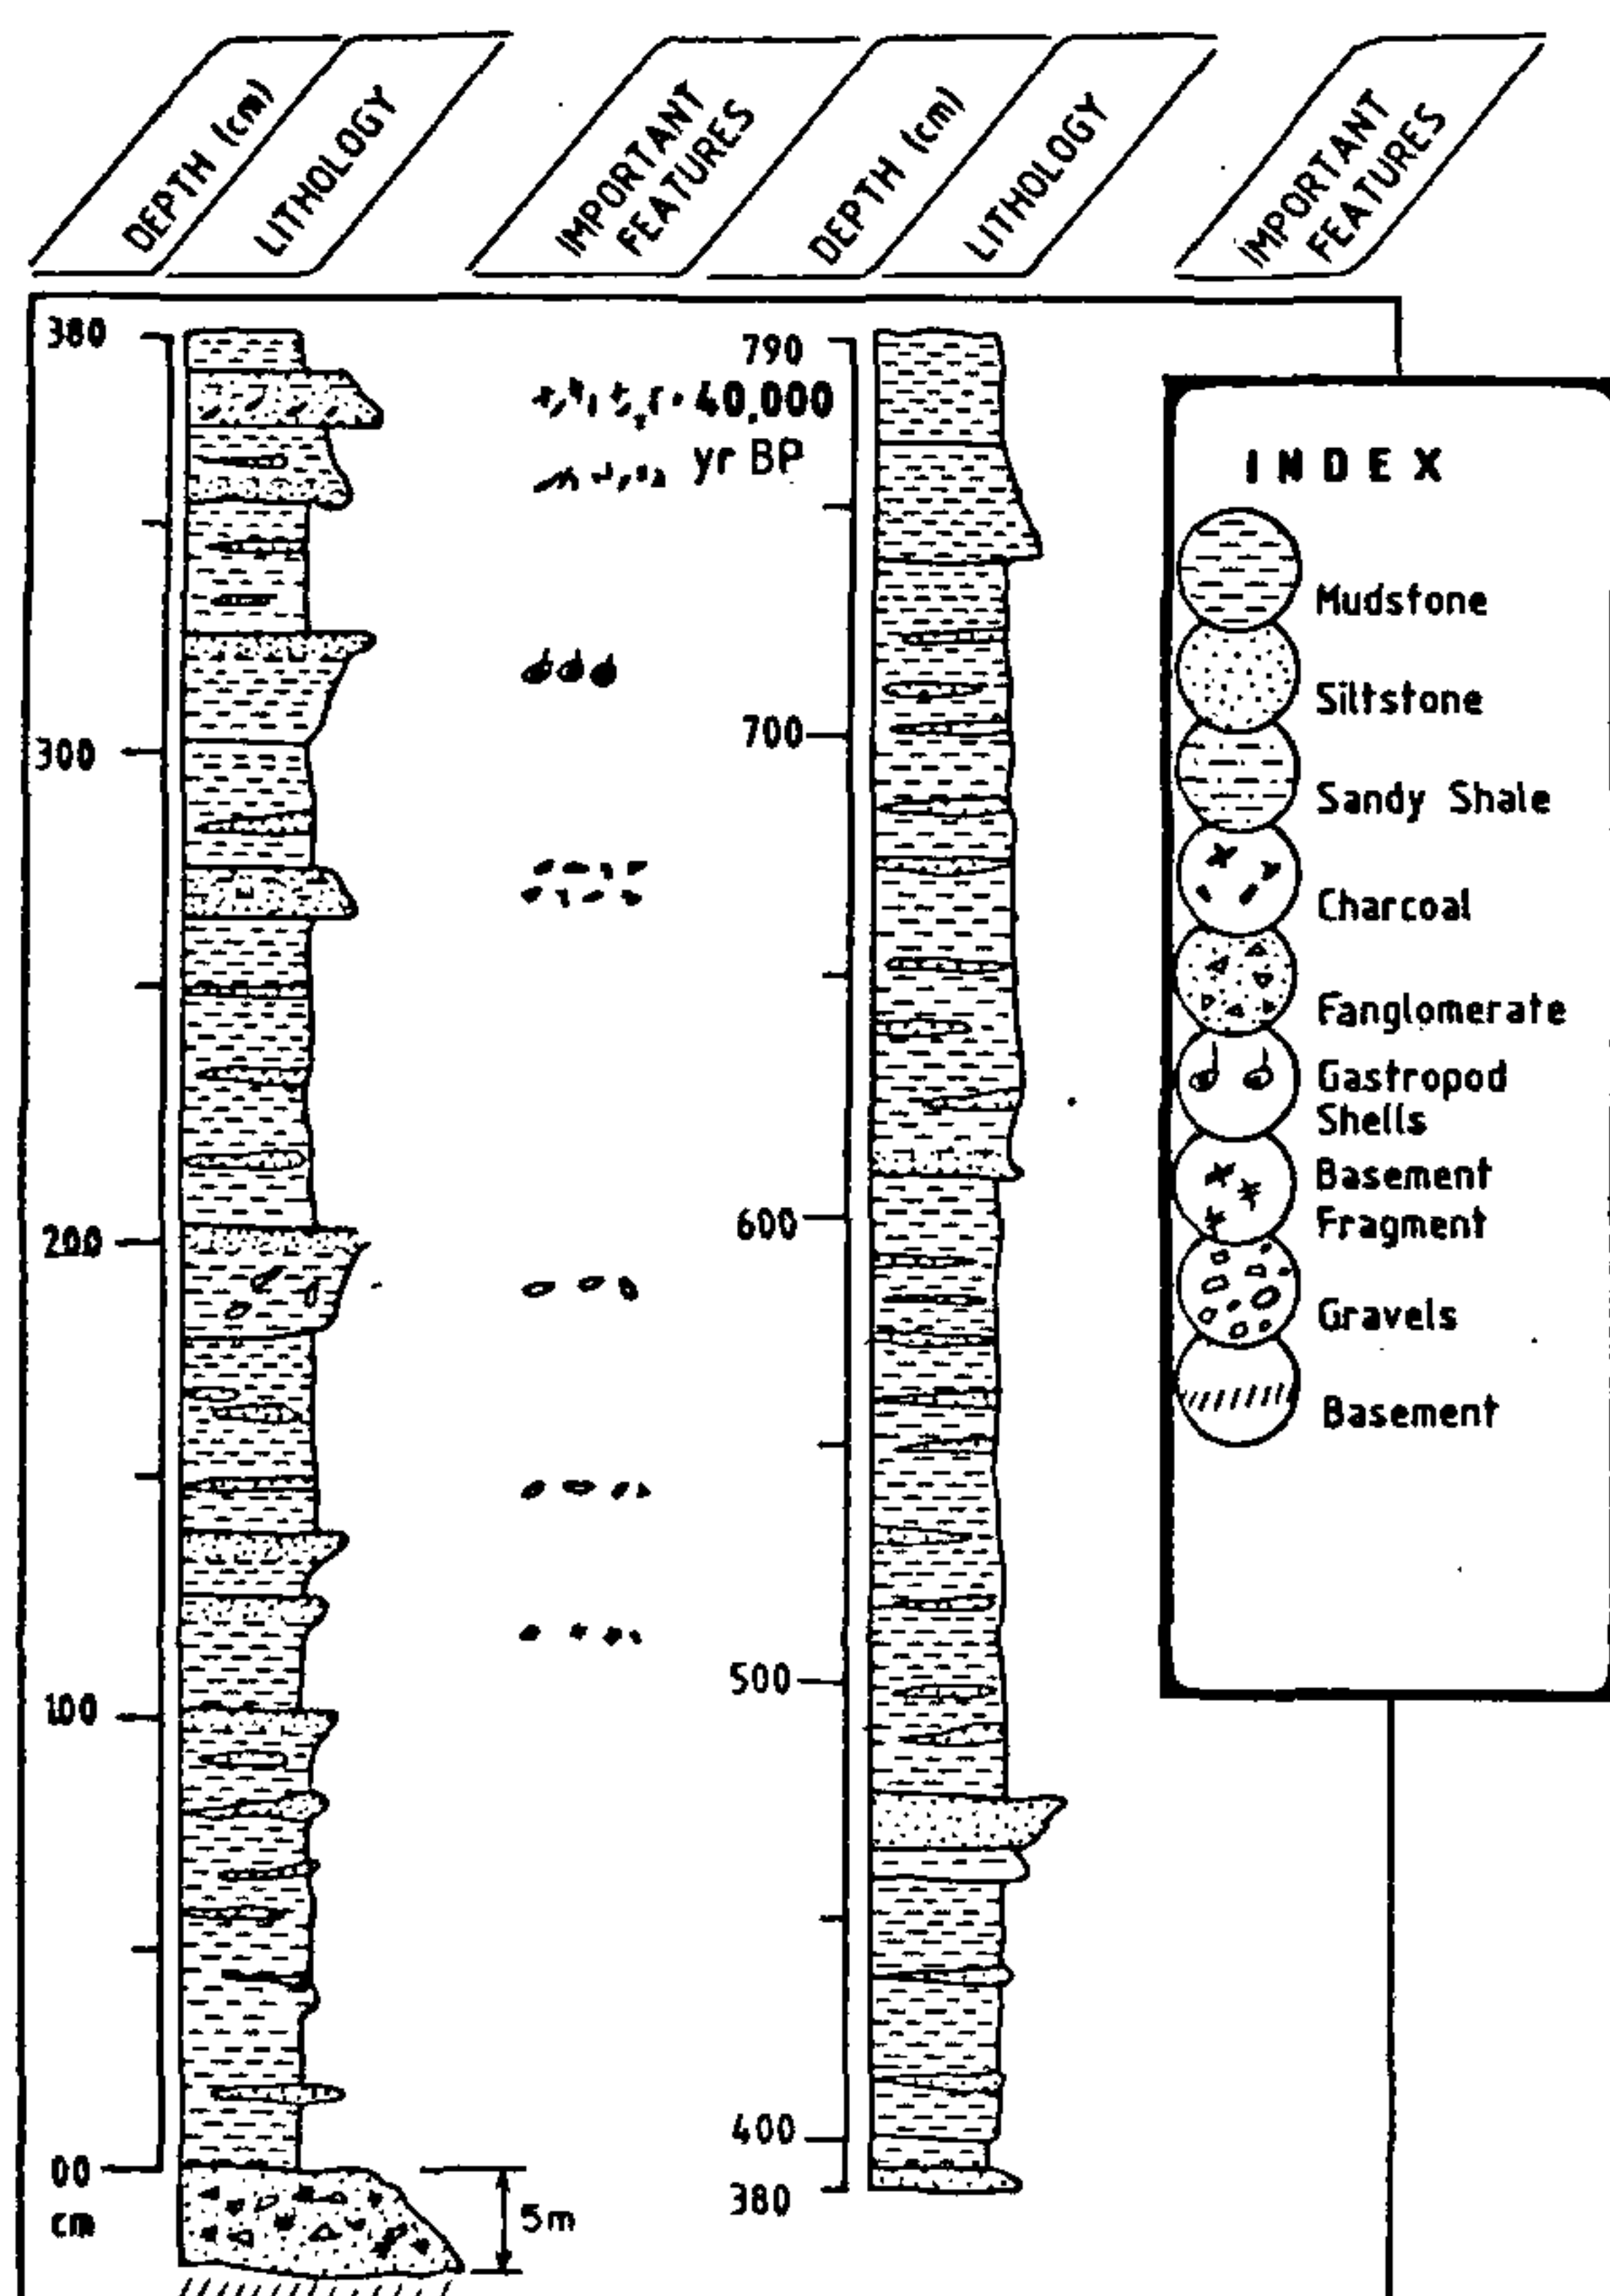 DEPTH (cm)
LITHOLOGY
IMPORTANT
FEATURES
DEPTH (cm)
LITHOLOGY
IMPORTANT
FEATURES
380
300
200
100
00
cm
5m
40,000
yr BP
790
700
600
500
400
380
INDEX
Mudstone
Siltstone
Sandy Shale
Charcoal
Fanglomerate
Gastropod
Shells
Basement
Fragment
Gravels
Basement